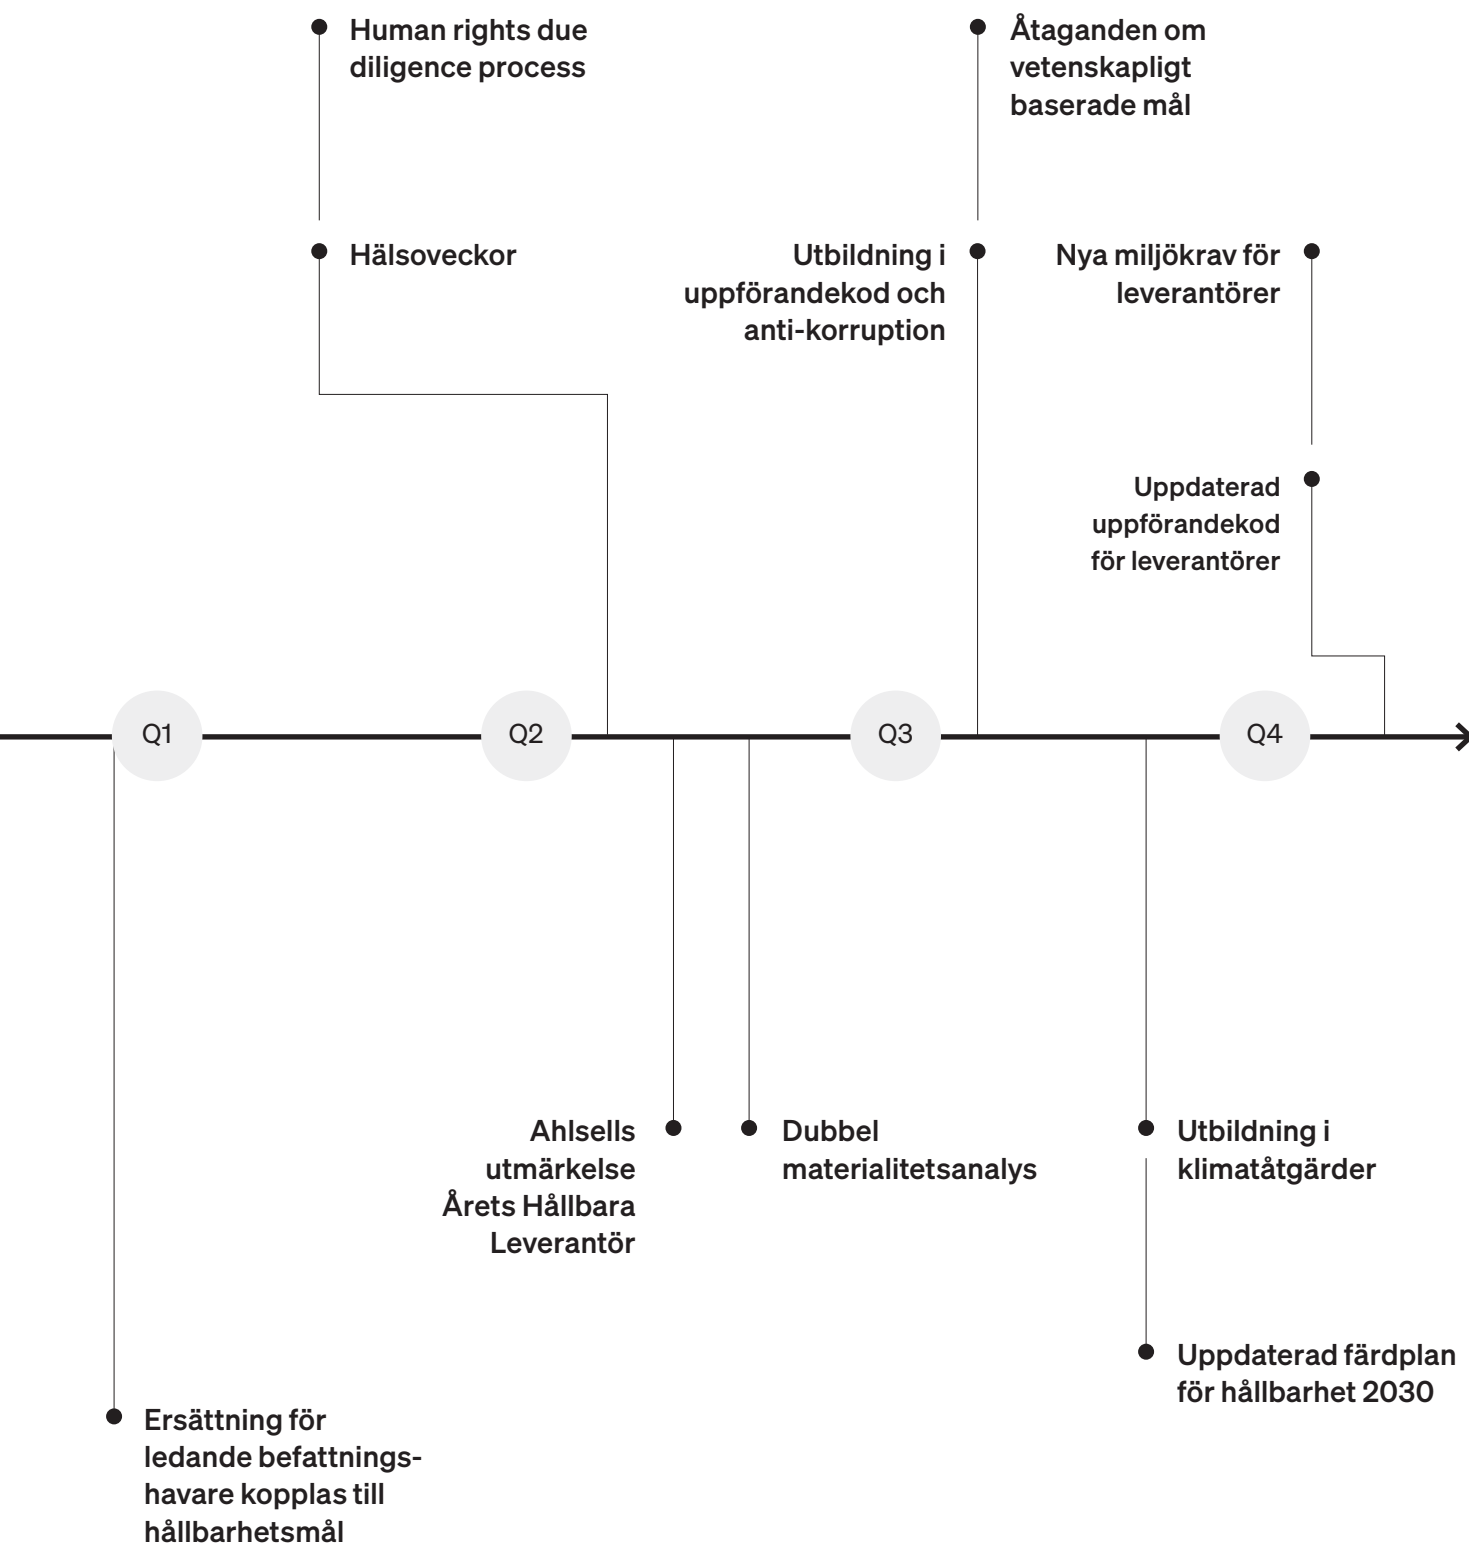 Human rights due
diligence process
Åtaganden om
vetenskapligt
baserade mål
Hälsoveckor
Utbildning i
uppförandekod och
anti-korruption
Nya miljökrav för
leverantörer
Uppdaterad
uppförandekod
för leverantörer
Q1
Q2
Q3
Q4
Ahlsells
utmärkelse
Årets Hållbara
Leverantör
Dubbel
materialitetsanalys
Utbildning i
klimatåtgärder
Uppdaterad färdplan
för hållbarhet 2030
Ersättning för
ledande befattnings-
havare kopplas till
hållbarhetsmål